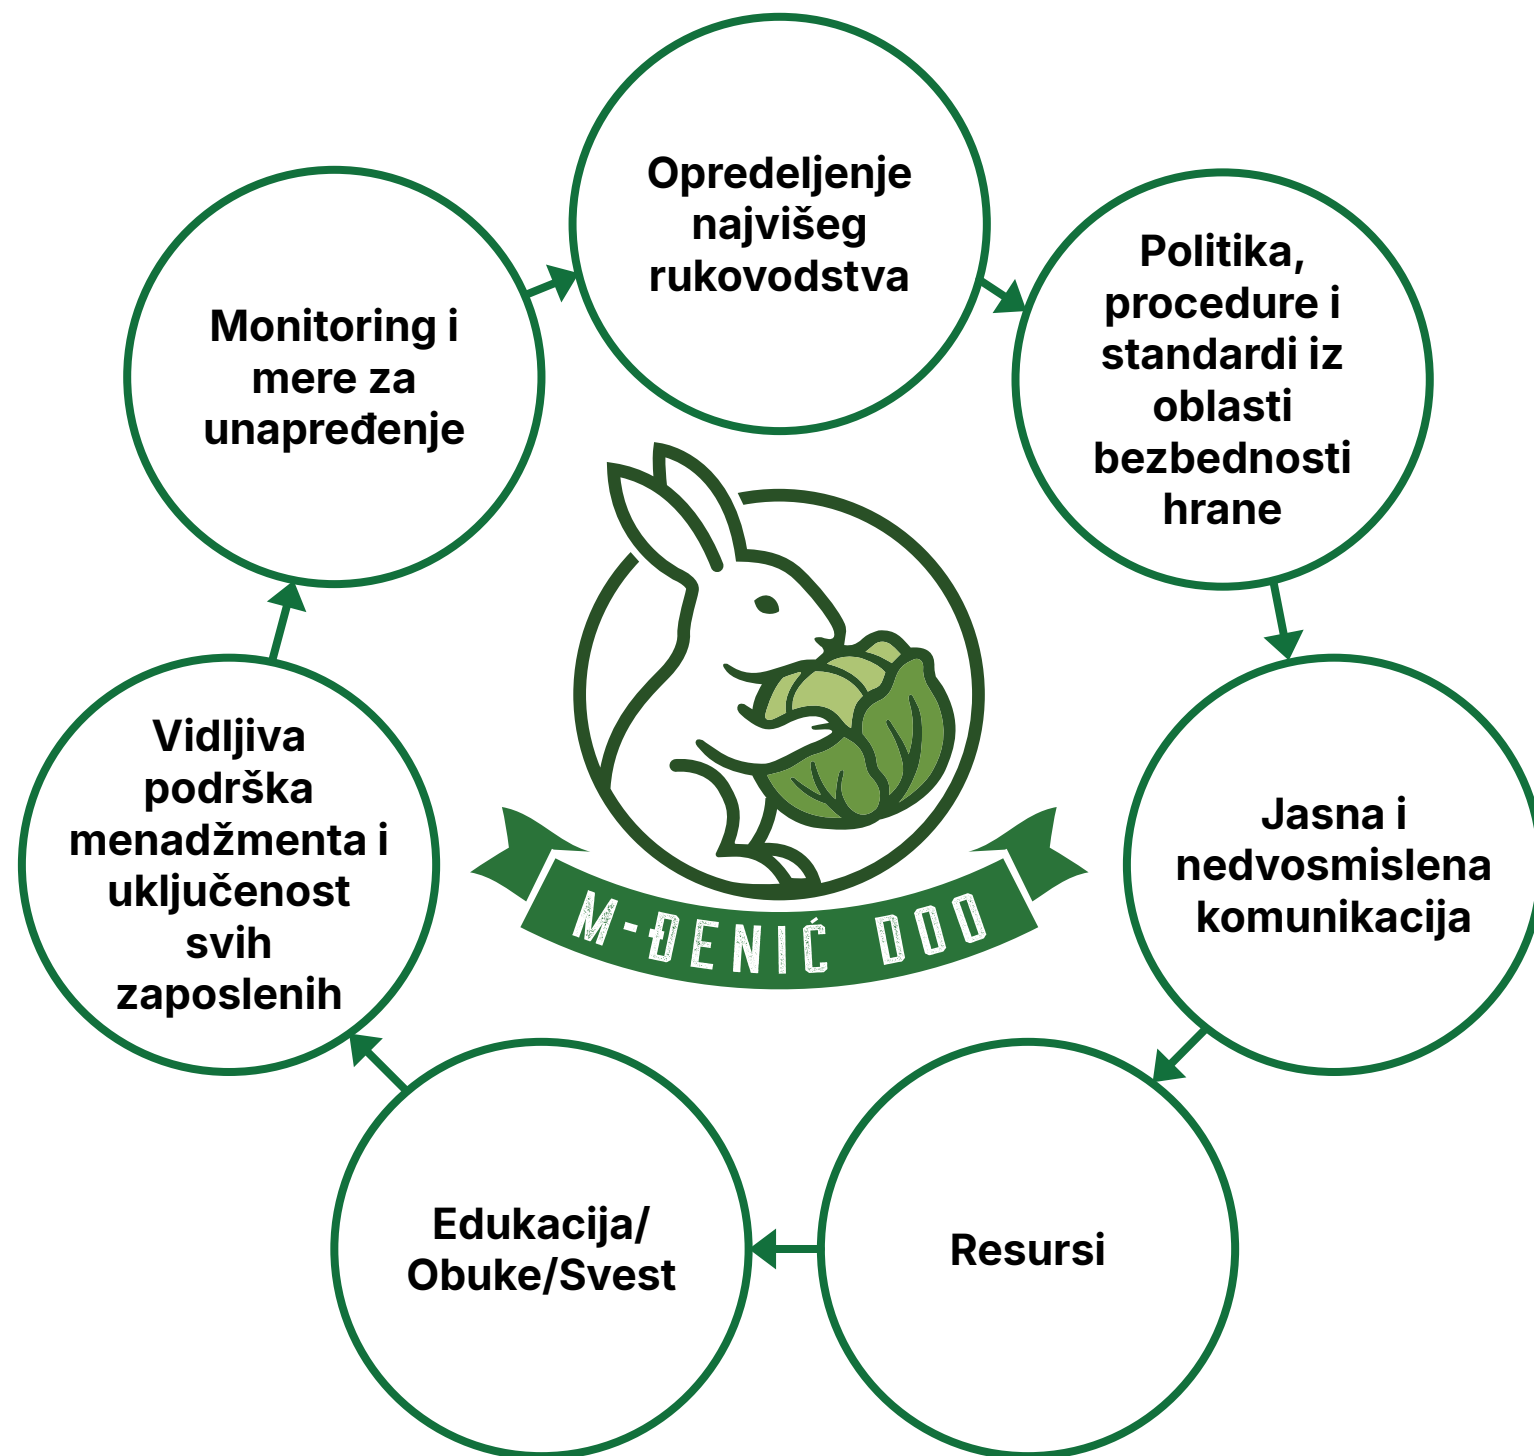 Opredeljenje
najvišeg
rukovodstva
Politika,
procedure i
standardi iz
oblasti
bezbednosti
hrane
Jasna i
nedvosmislena
komunikacija
Resursi
Edukacija/
Obuke/Svest
Vidljiva
podrška
menadžmenta i
uključenost
svih
zaposlenih
Monitoring i
mere za
unapređenje
M-ĐENIĆ DOO